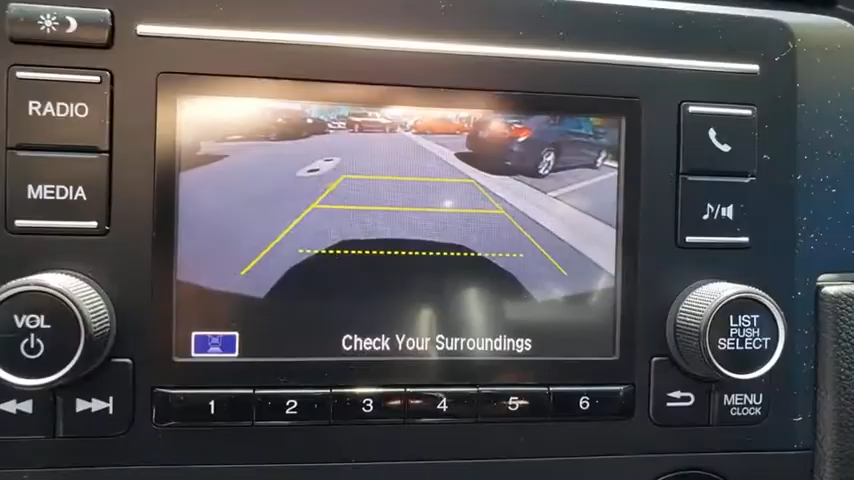 RADIO
MEDIA
VOL
Check Your Surroundings
1 2 3 4 5 6
LIST
PUSH
SELECT
MENU
CLOCK